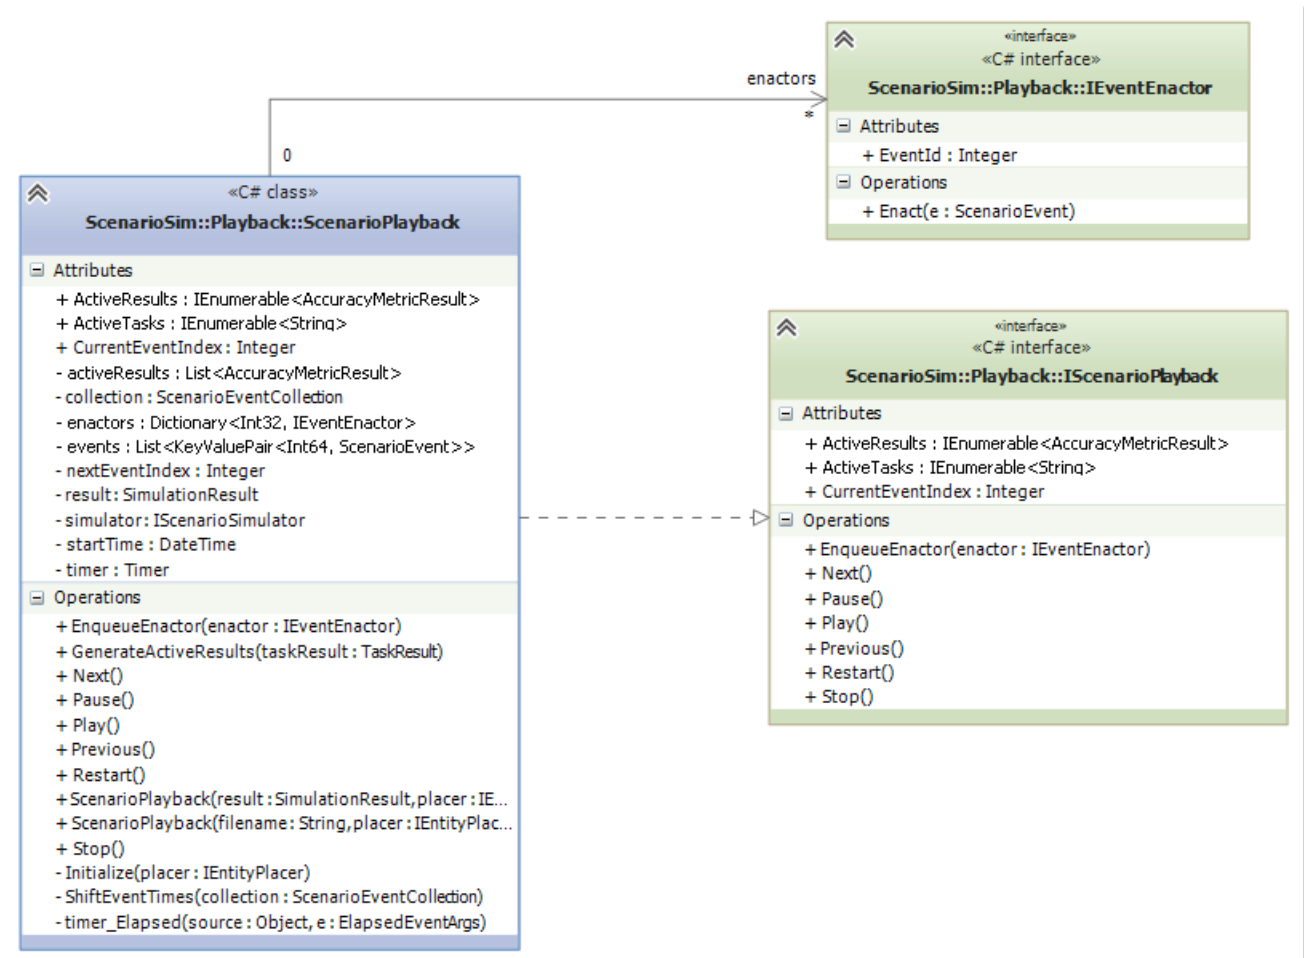 enactors
*
0
«interface»
«C# interface»
ScenarioSim::Playback::IEventEnactor
Attributes
+ EventId : Integer
Operations
+ Enact(e : ScenarioEvent)
«C# class»
ScenarioSim::Playback::ScenarioPlayback
Attributes
+ ActiveResults : IEnumerable<AccuracyMetricResult>
+ ActiveTasks : IEnumerable<String>
+ CurrentEventIndex : Integer
- activeResults : List<AccuracyMetricResult>
- collection : ScenarioEventCollection
- enactors : Dictionary<Int32, IEventEnactor>
- events : List<KeyValuePair<Int64, ScenarioEvent>>
- nextEventIndex : Integer
- result : SimulationResult
- simulator : IScenarioSimulator
- startTime : DateTime
- timer : Timer
Operations
+ EnqueueEnactor(enactor : IEventEnactor)
+ GenerateActiveResults(taskResult : TaskResult)
+ Next()
+ Pause()
+ Play()
+ Previous()
+ Restart()
+ ScenarioPlayback(result : SimulationResult, placer : IE...
+ ScenarioPlayback(filename : String, placer : IEntityPlac...
+ Stop()
- Initialize(placer : IEntityPlacer)
- ShiftEventTimes(collection : ScenarioEventCollection)
- timer_Elapsed(source : Object, e : ElapsedEventArgs)
«interface»
«C# interface»
ScenarioSim::Playback::IScenarioPlayback
Attributes
+ ActiveResults : IEnumerable<AccuracyMetricResult>
+ ActiveTasks : IEnumerable<String>
+ CurrentEventIndex : Integer
Operations
+ EnqueueEnactor(enactor : IEventEnactor)
+ Next()
+ Pause()
+ Play()
+ Previous()
+ Restart()
+ Stop()